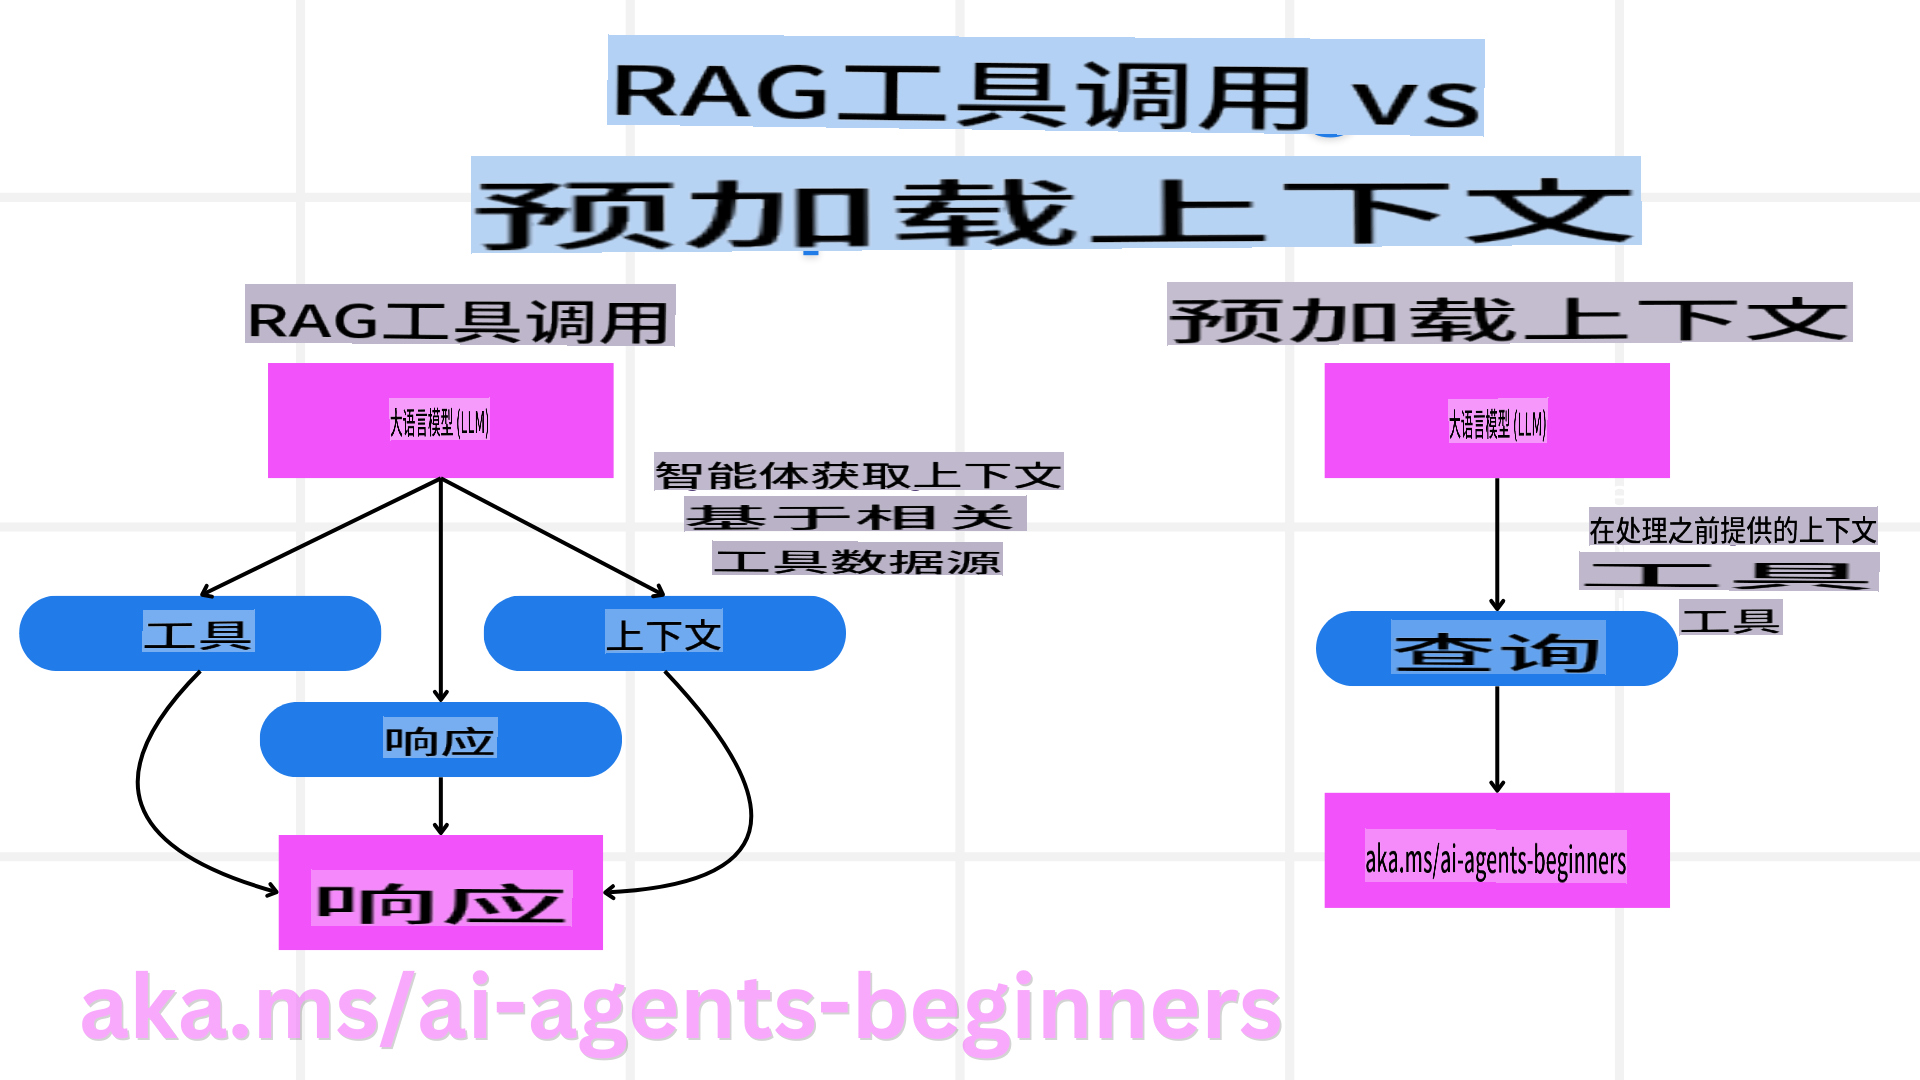 RAG工具调用 vs
预加载上下文
RAG工具调用
大语言模型 (LLM)
智能体获取上下文
基于相关
工具数据源
工具
上下文
响应
响应
预加载上下文
大语言模型 (LLM)
在处理之前提供的上下文
工具
工具
查询
aka.ms/ai-agents-beginners
aka.ms/ai-agents-beginners